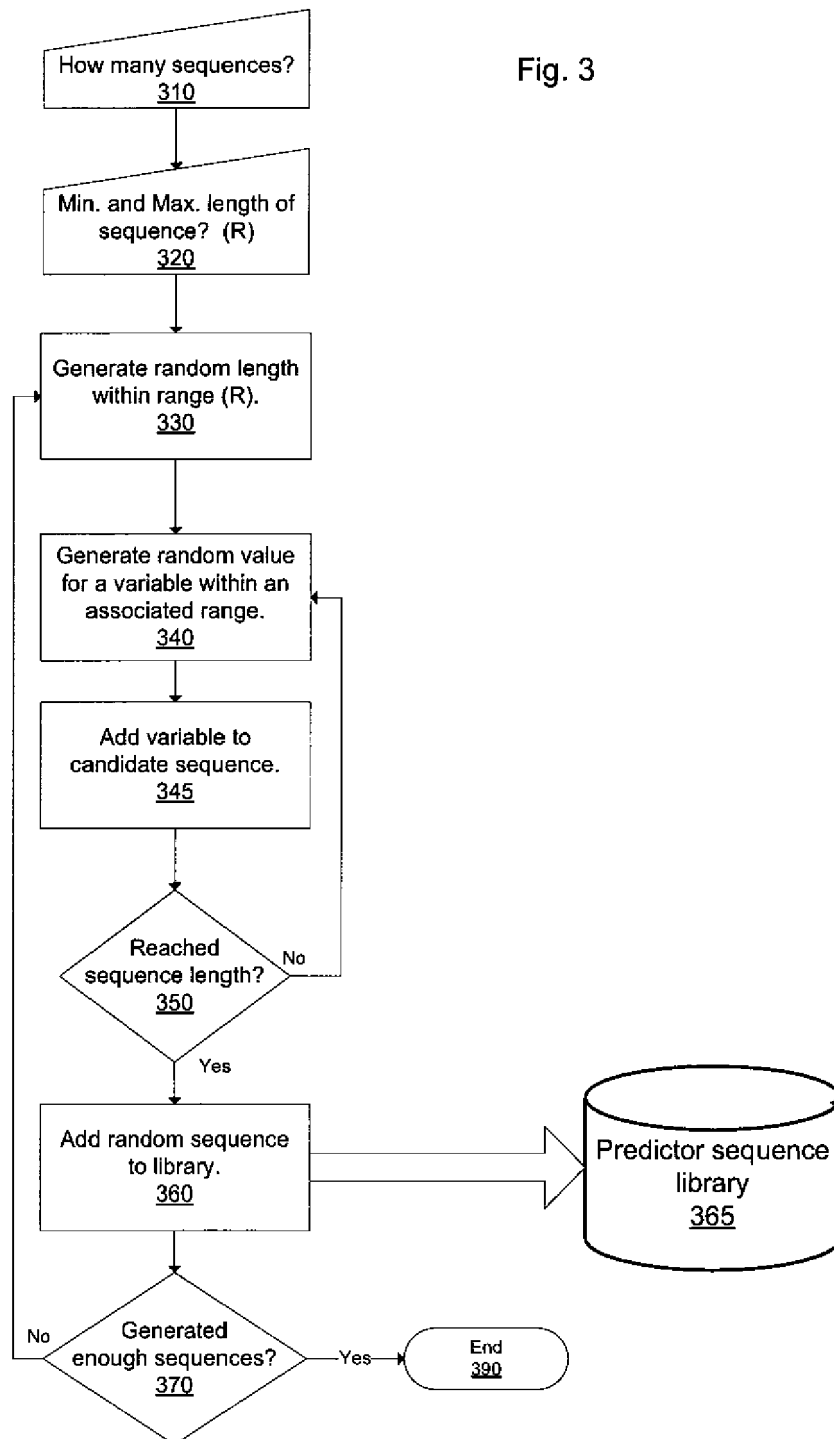 Fig. 3
How many sequences?
310
Min. and Max. length of
sequence? (R)
320
Generate random length
within range (R).
330
Generate random value
for a variable within an
associated range.
340
Add variable to
candidate sequence.
345
Reached
sequence length?
350
No
Yes
Add random sequence
to library.
360
Predictor sequence
library
365
Generated
enough sequences?
370
No
Yes
End
390